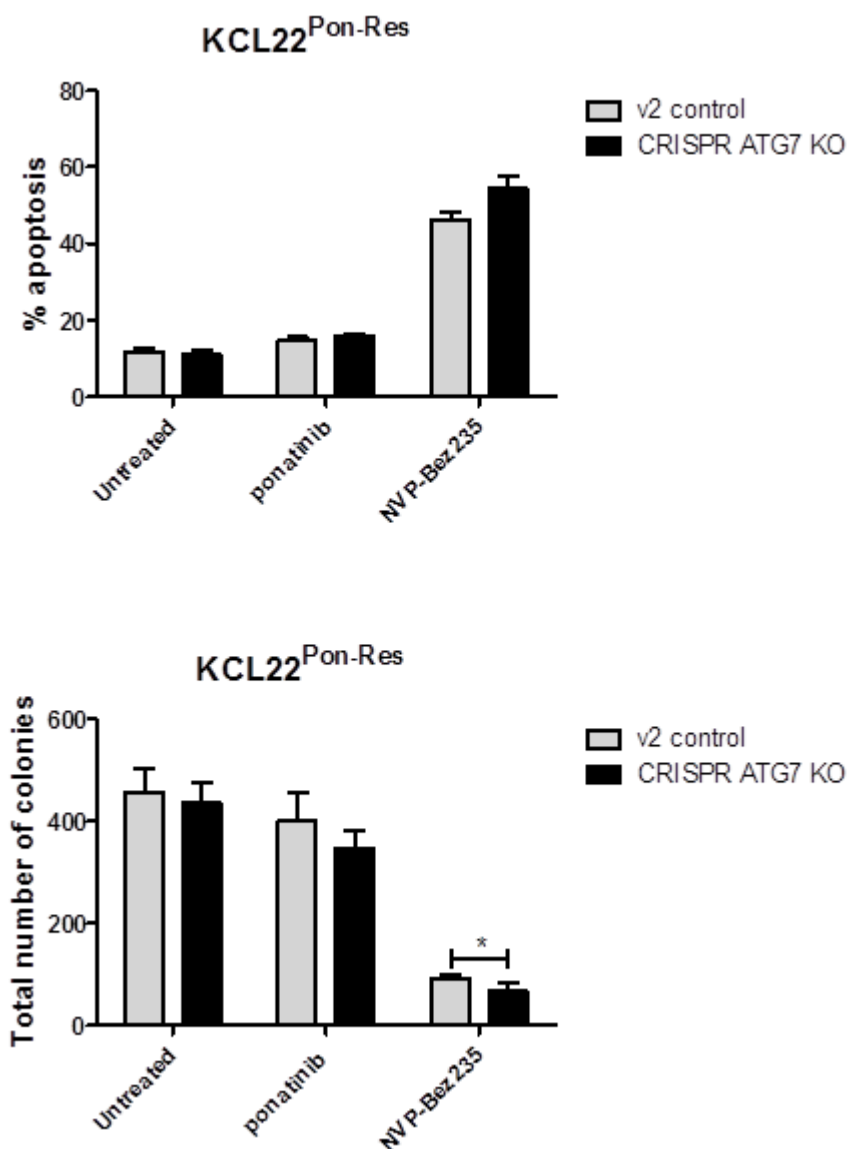 KCL22Pon-Res
% apoptosis
80
60
40
20
0
Untreated
ponatinib
NVP-Bez235
v2 control
CRISPR ATG7 KO
KCL22Pon-Res
Total number of colonies
600
400
200
0
*
Untreated
ponatinib
NVP-Bez235
v2 control
CRISPR ATG7 KO